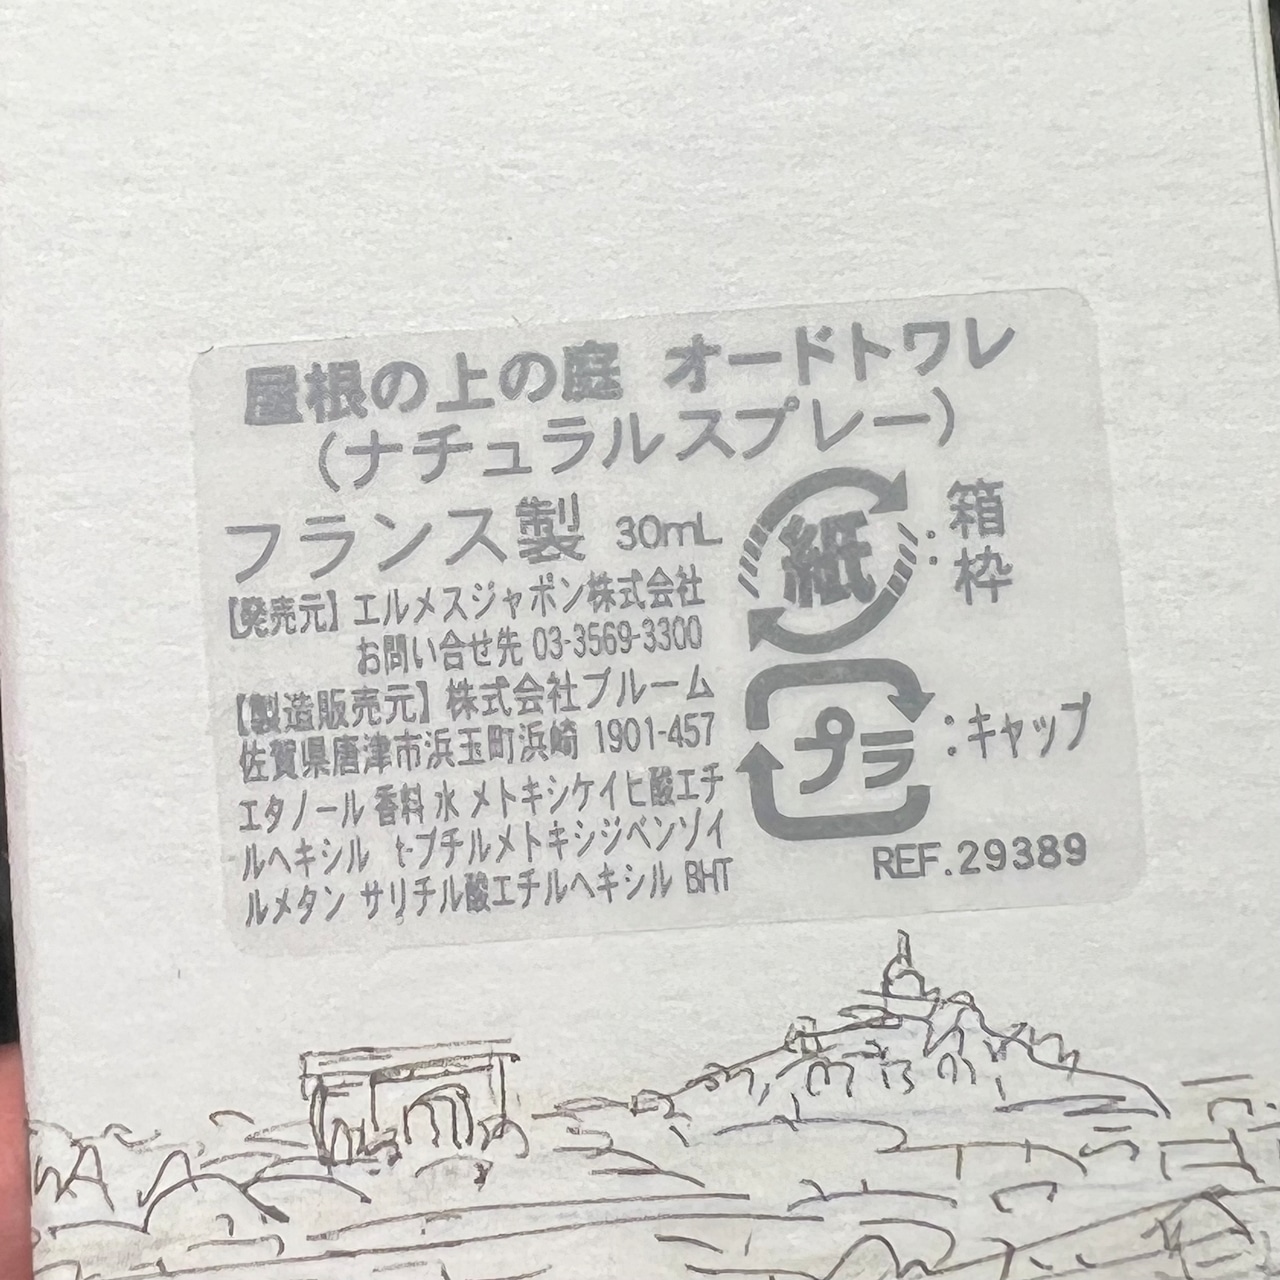 屋根の上の庭 オードトワレ
(ナチュラルスプレー)
フランス製 30mL
【発売元】エルメスジャポン株式会社
お問い合せ先 03-3569-3300
【製造販売元】株式会社ブルーム
佐賀県唐津市浜玉町浜崎 1901-457
エタノール 香料 水 メトキシケイヒ酸エチ
ルヘキシル t-ブチルメトキシジベンゾイ
ルメタン サリチル酸エチルヘキシル BHT
紙:箱
枠
プラ:キャップ
REF.29389